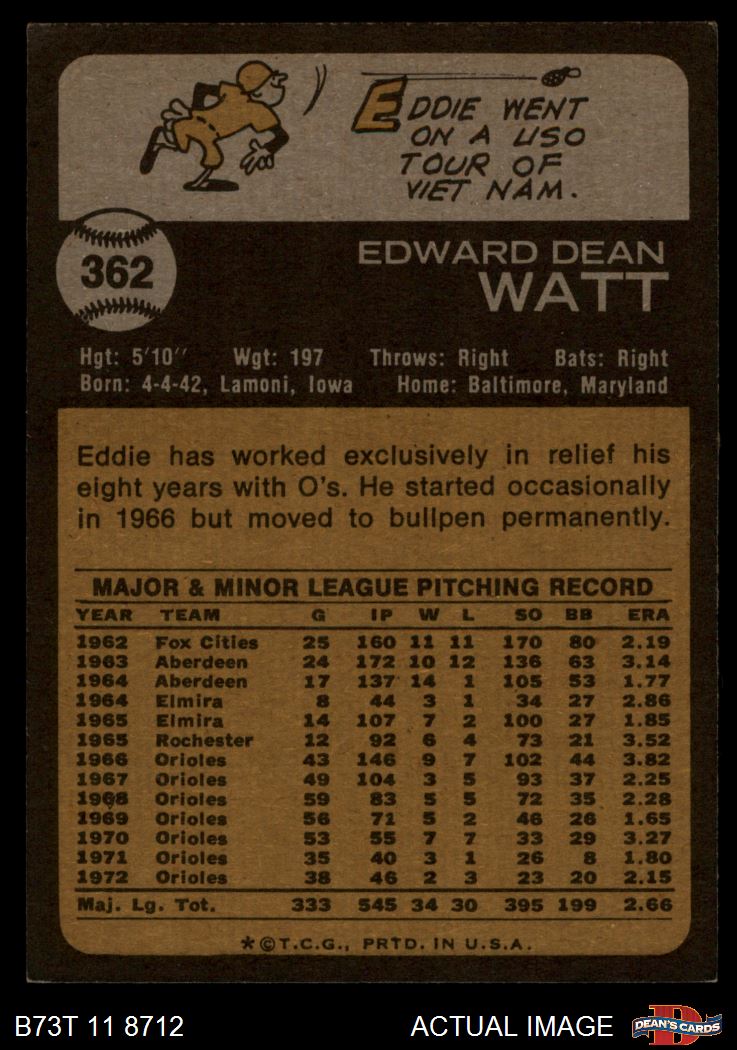 EDDIE WENT
ON A USO
TOUR OF
VIET NAM.
362
EDWARD DEAN
WATT
Hgt: 5'10" Wgt: 197 Throws: Right Bats: Right
Born: 4-4-42, Lamoni, Iowa Home: Baltimore, Maryland
Eddie has worked exclusively in relief his
eight years with O's. He started occasionally
in 1966 but moved to bullpen permanently.
MAJOR & MINOR LEAGUE PITCHING RECORD
YEAR TEAM G IP W L SO BB ERA
1962 Fox Cities 25 160 11 11 170 80 2.19
1963 Aberdeen 24 172 10 12 136 63 3.14
1964 Aberdeen 17 137 14 1 105 53 1.77
1964 Elmira 8 44 3 1 34 27 2.86
1965 Elmira 14 107 7 2 100 27 1.85
1965 Rochester 12 92 6 4 73 21 3.52
1966 Orioles 43 146 9 7 102 44 3.82
1967 Orioles 49 104 3 5 93 37 2.25
1968 Orioles 59 83 5 5 72 35 2.28
1969 Orioles 56 71 5 2 46 26 1.65
1970 Orioles 53 55 7 7 33 29 3.27
1971 Orioles 35 40 3 1 26 8 1.80
1972 Orioles 38 46 2 3 23 20 2.15
Maj. Lg. Tot. 333 545 34 30 395 199 2.66
*©T.C.G., PRTD. IN U.S.A.
B73T 11 8712 ACTUAL IMAGE DEAN'S CARDS